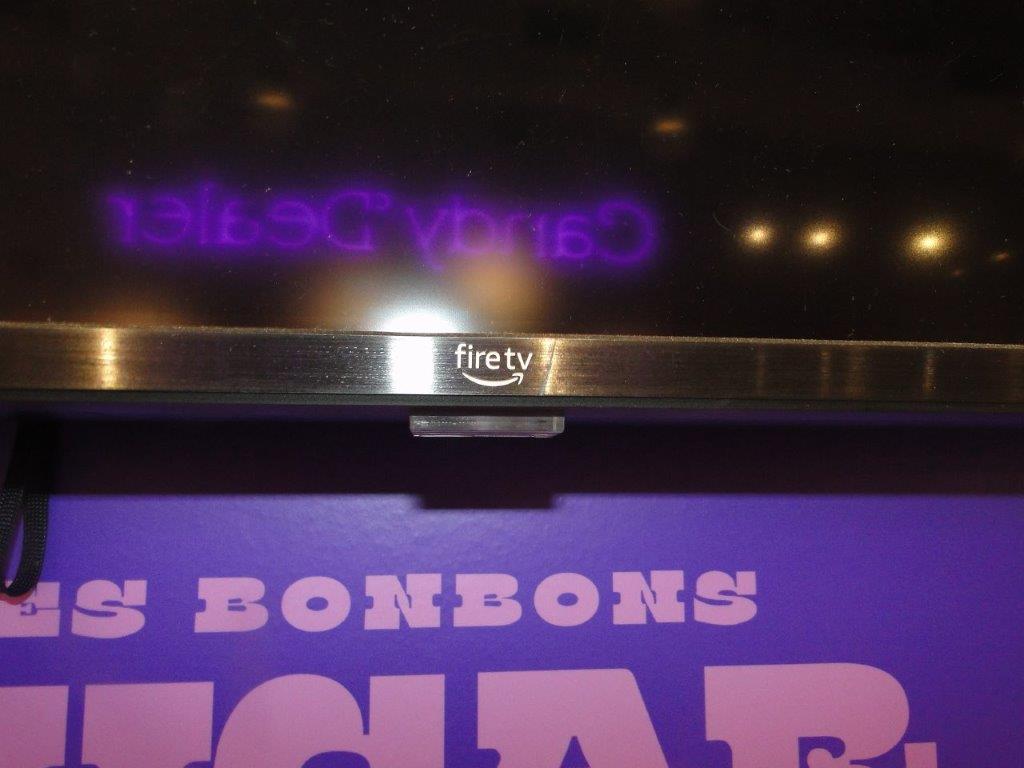 Candy Dealer
fire tv
ES BONBONS